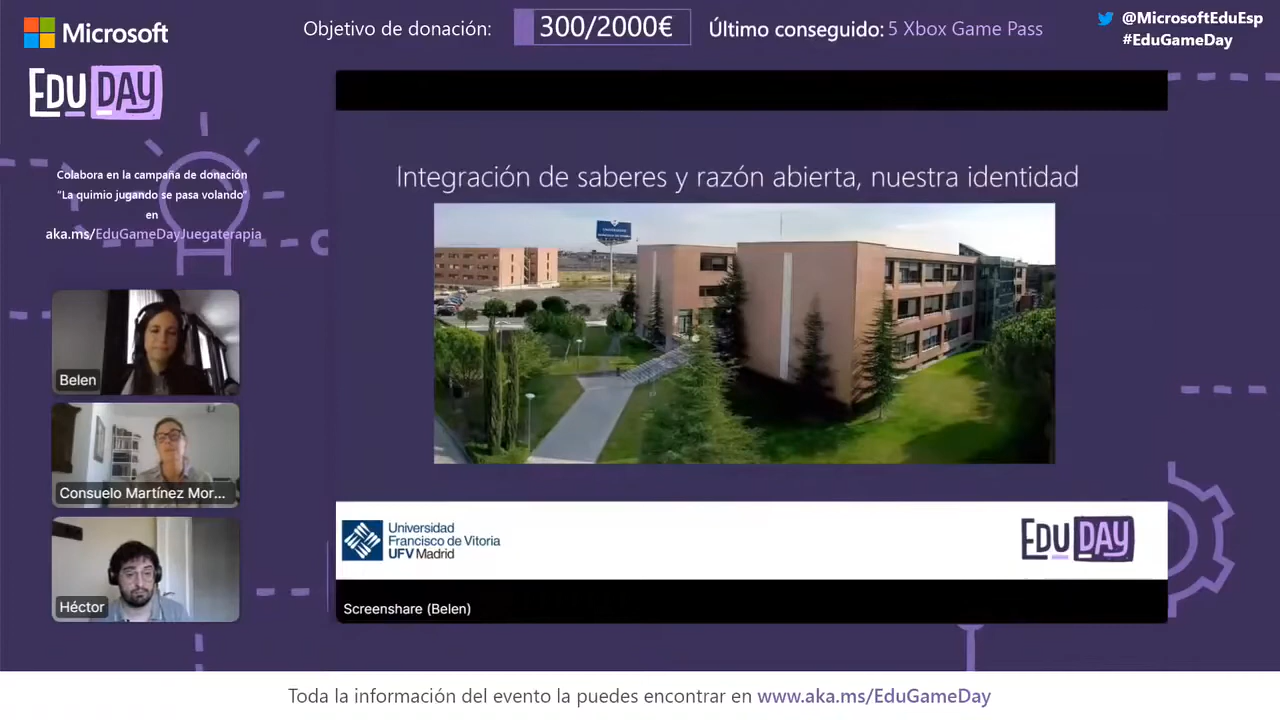 Microsoft
Objetivo de donación:
300/2000€
Último conseguido: 5 Xbox Game Pass
@MicrosoftEduEsp
#EduGameDay
EDU DAY
Colabora en la campaña de donación
“La quimio jugando se pasa volando”
en
aka.ms/EduGameDayJuegaterapia
Integración de saberes y razón abierta, nuestra identidad
Belen
Consuelo Martínez Mor...
Héctor
Universidad
Francisco de Vitoria
UFV Madrid
EDU DAY
Screenshare (Belen)
Toda la información del evento la puedes encontrar en www.aka.ms/EduGameDay